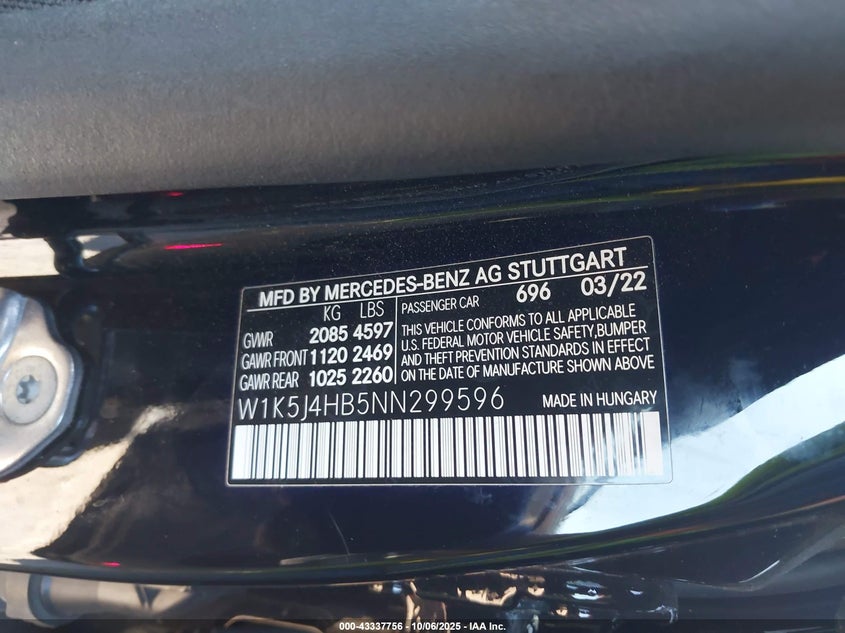 MFD BY MERCEDES-BENZ AG STUTTGART
KG LBS
GVWR 2085 4597
GAWR FRONT 1120 2469
GAWR REAR 1025 2260
PASSENGER CAR 696 03/22
THIS VEHICLE CONFORMS TO ALL APPLICABLE
U.S. FEDERAL MOTOR VEHICLE SAFETY,BUMPER
AND THEFT PREVENTION STANDARDS IN EFFECT
ON DATE OF MANUFACTURE SHOWN ABOVE
W1K5J4HB5NN299596 MADE IN HUNGARY
000-43337756 - 10/06/2025 - IAA Inc.